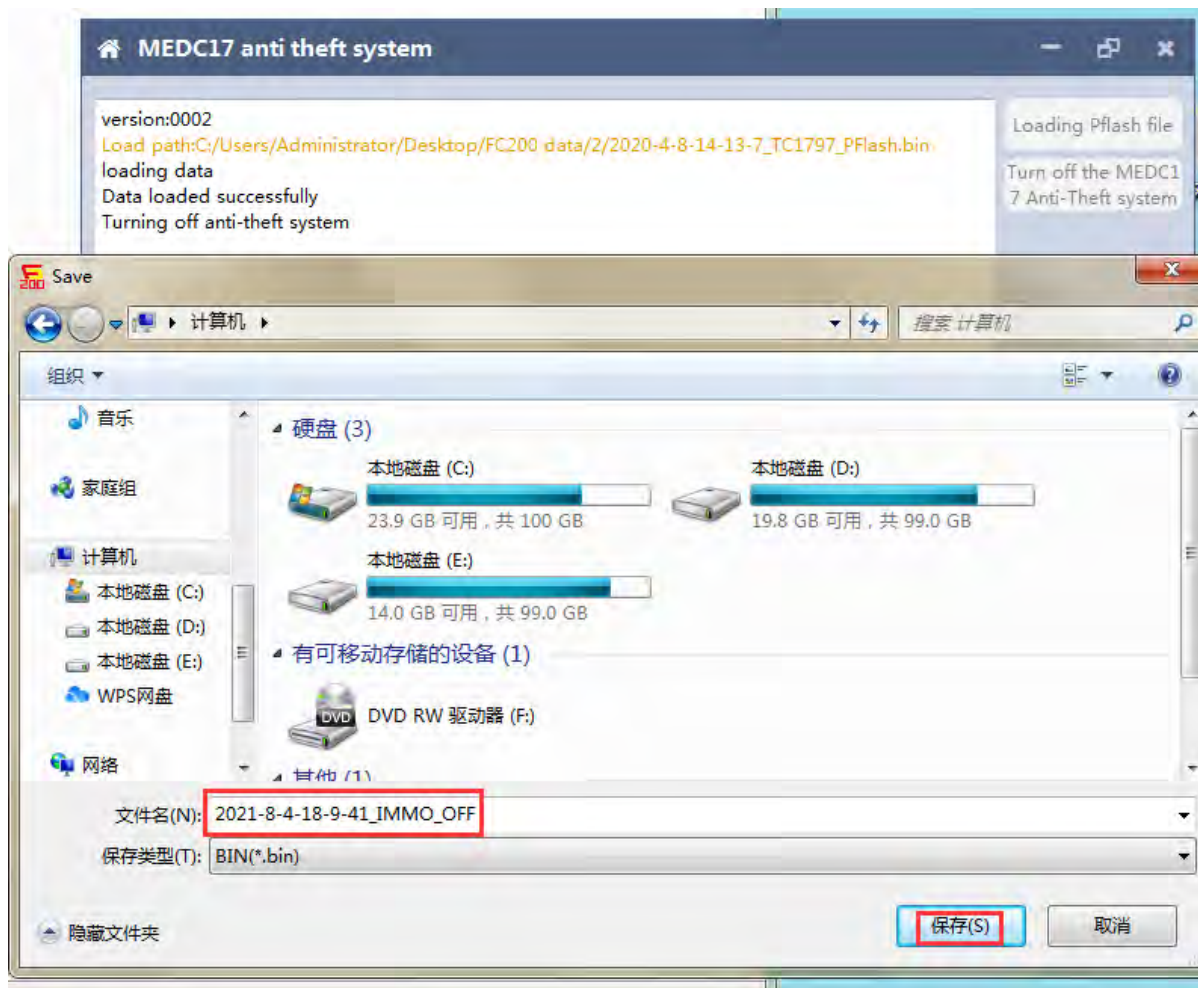 MEDC17 anti theft system
version:0002
Load path:C:/Users/Administrator/Desktop/FC200 data/2/2020-4-8-14-13-7_TC1797_PFlash.bin
loading data
Data loaded successfully
Turning off anti-theft system
Loading Pflash file
Turn off the MEDC1
7 Anti-Theft system
Save
计算机
搜索 计算机
组织
音乐
家庭组
计算机
本地磁盘 (C:)
本地磁盘 (D:)
本地磁盘 (E:)
WPS网盘
网络
硬盘 (3)
本地磁盘 (C:)
23.9 GB 可用，共 100 GB
本地磁盘 (D:)
19.8 GB 可用，共 99.0 GB
本地磁盘 (E:)
14.0 GB 可用，共 99.0 GB
有可移动存储的设备 (1)
DVD
DVD RW 驱动器 (F:)
其他 (1)
文件名(N): 2021-8-4-18-9-41_IMMO_OFF
保存类型(T): BIN(*.bin)
隐藏文件夹
保存(S)
取消